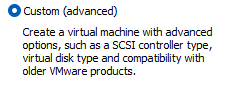 Custom (advanced)
Create a virtual machine with advanced
options, such as a SCSI controller type,
virtual disk type and compatibility with
older VMware products.